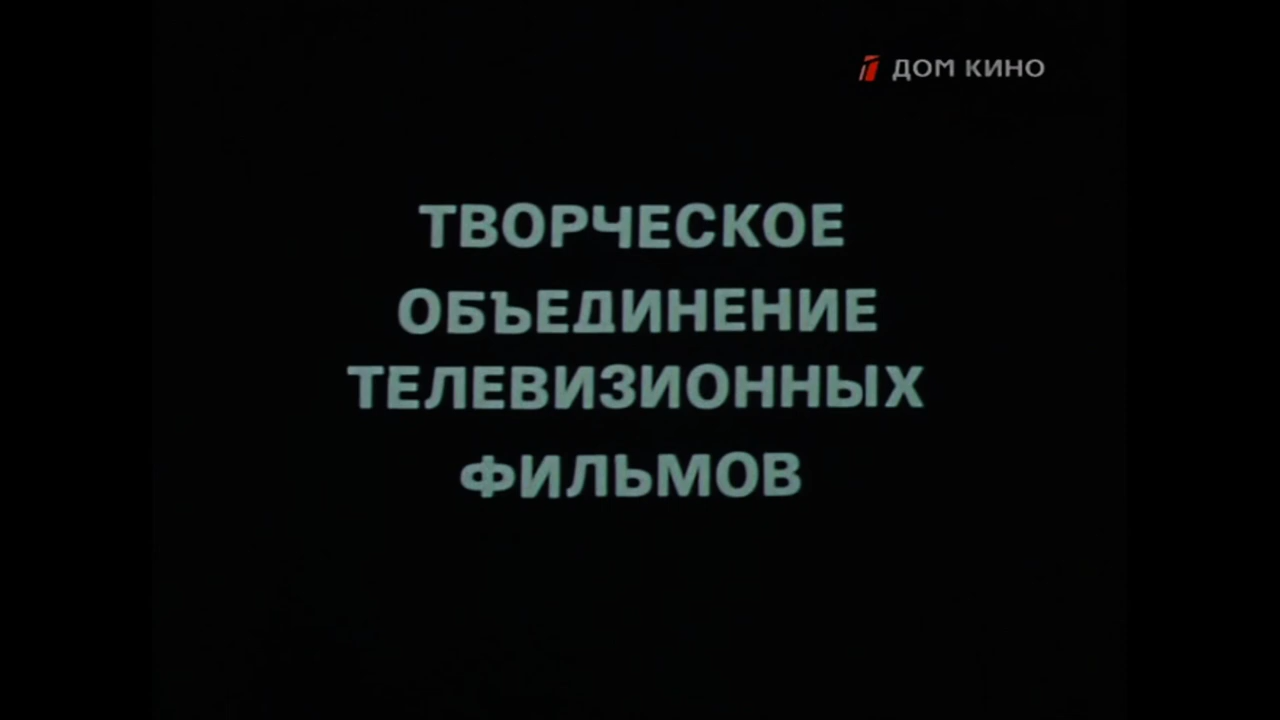 ДОМ КИНО
ТВОРЧЕСКОЕ
ОБЪЕДИНЕНИЕ
ТЕЛЕВИЗИОННЫХ
ФИЛЬМОВ